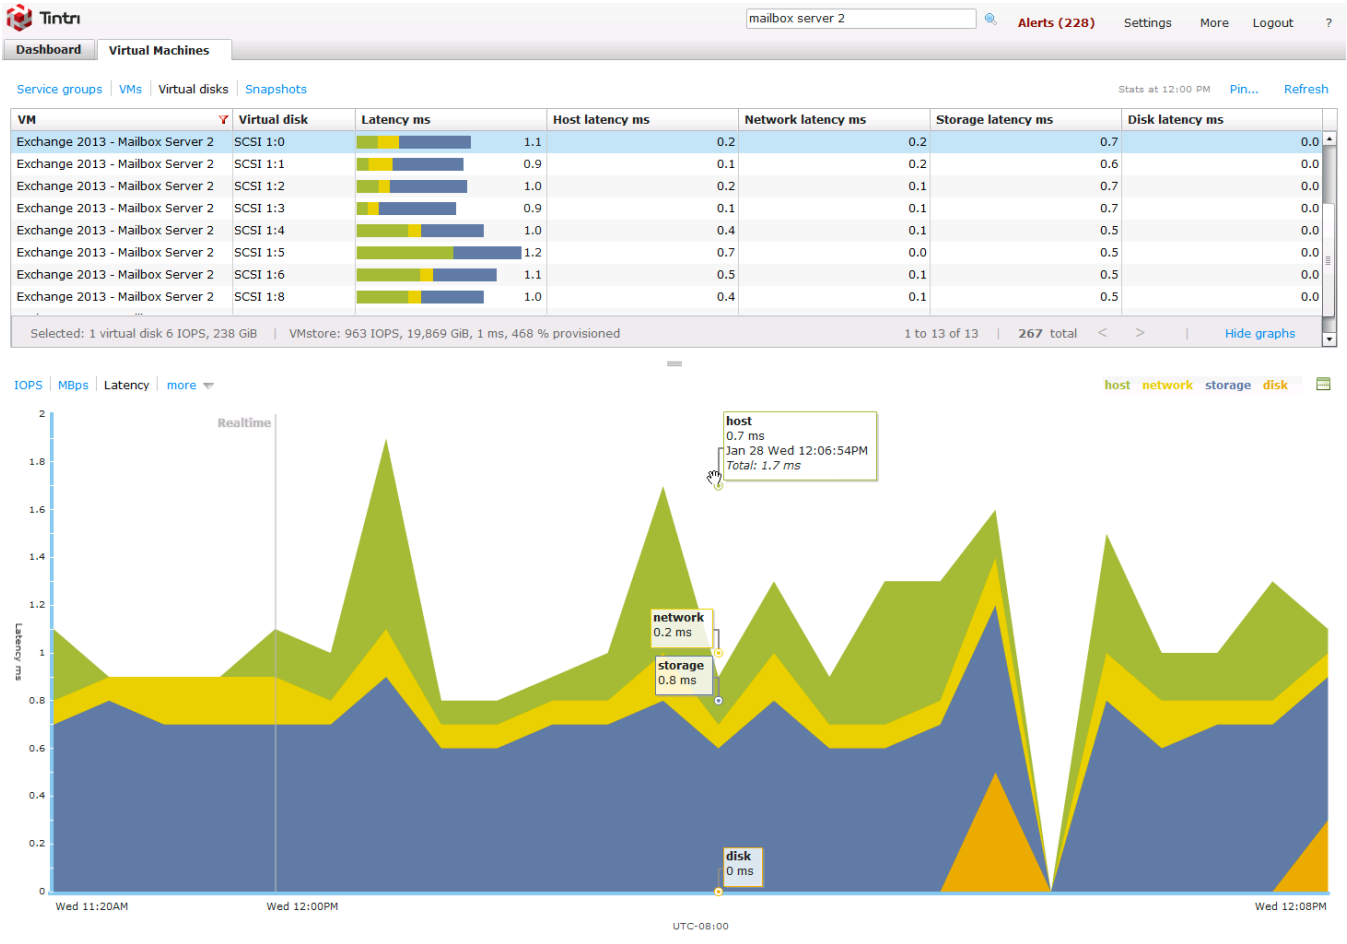 Tintri
mailbox server 2
Alerts (228) Settings More Logout ?
Dashboard Virtual Machines
Service groups VMs Virtual disks Snapshots
Stats at 12:00 PM Pin... Refresh
VM Virtual disk Latency ms Host latency ms Network latency ms Storage latency ms Disk latency ms
Exchange 2013 - Mailbox Server 2 SCSI 1:0 1.1 0.2 0.2 0.7 0.0
Exchange 2013 - Mailbox Server 2 SCSI 1:1 0.9 0.1 0.2 0.6 0.0
Exchange 2013 - Mailbox Server 2 SCSI 1:2 1.0 0.2 0.1 0.7 0.0
Exchange 2013 - Mailbox Server 2 SCSI 1:3 0.9 0.1 0.1 0.7 0.0
Exchange 2013 - Mailbox Server 2 SCSI 1:4 1.0 0.4 0.1 0.5 0.0
Exchange 2013 - Mailbox Server 2 SCSI 1:5 1.2 0.7 0.0 0.5 0.0
Exchange 2013 - Mailbox Server 2 SCSI 1:6 1.1 0.5 0.1 0.5 0.0
Exchange 2013 - Mailbox Server 2 SCSI 1:8 1.0 0.4 0.1 0.5 0.0
Selected: 1 virtual disk 6 IOPS, 238 GiB | VMstore: 963 IOPS, 19,869 GiB, 1 ms, 468 % provisioned 1 to 13 of 13 | 267 total < > | Hide graphs
IOPS MBps Latency more
host network storage disk
Realtime
host
0.7 ms
Jan 28 Wed 12:06:54PM
Total: 1.7 ms
network
0.2 ms
storage
0.8 ms
disk
0 ms
Latency ms
2
1.8
1.6
1.4
1.2
1
0.8
0.6
0.4
0.2
0
Wed 11:20AM Wed 12:00PM Wed 12:08PM
UTC-08:00